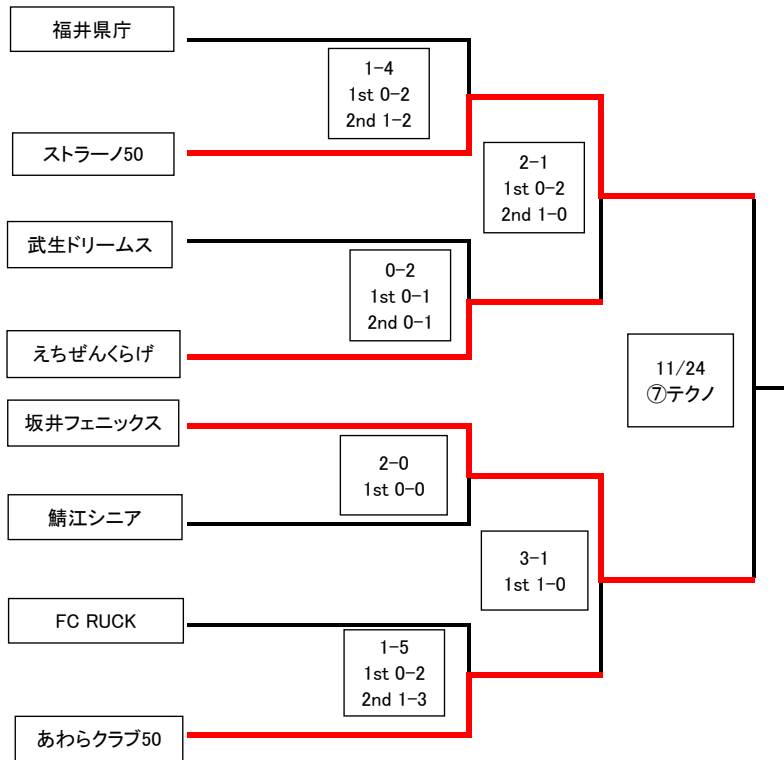 福井県庁
1-4
1st 0-2
2nd 1-2
ストラーノ50
2-1
1st 0-2
2nd 1-0
武生ドリームス
0-2
1st 0-1
2nd 0-1
えちぜんくらげ
11/24
⑦テクノ
坂井フェニックス
2-0
1st 0-0
鯖江シニア
3-1
1st 1-0
FC RUCK
1-5
1st 0-2
2nd 1-3
あわらクラブ50